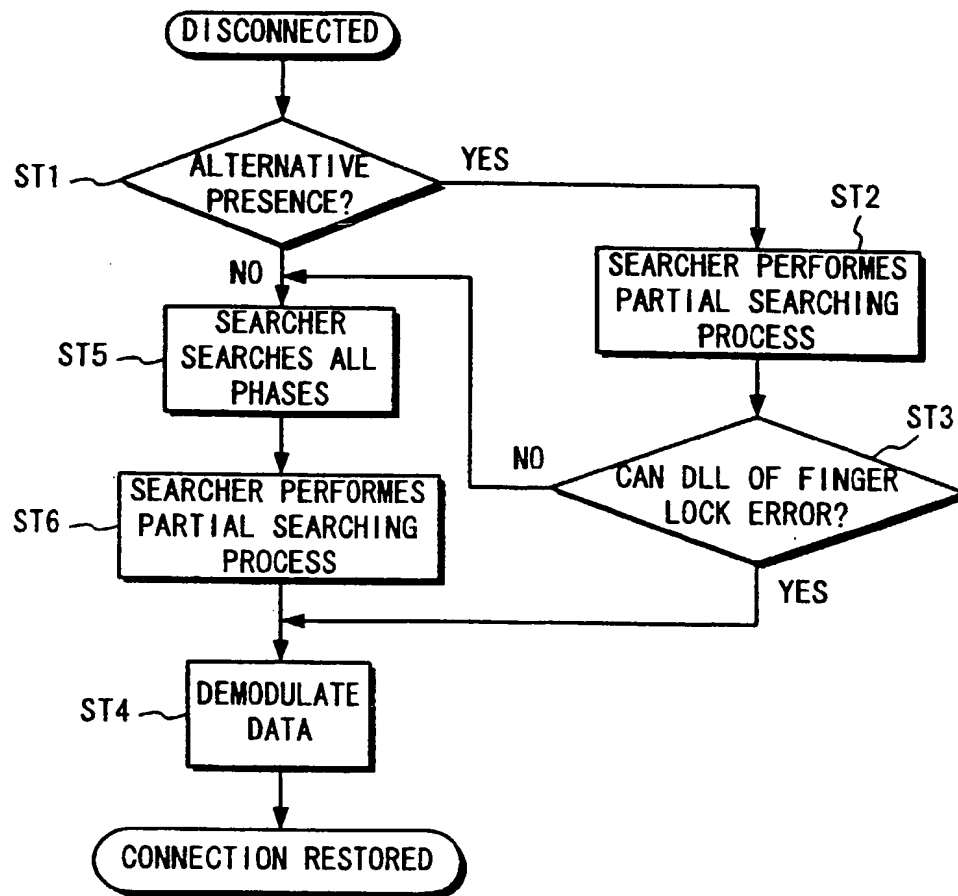 DISCONNECTED
ST1
ALTERNATIVE
PRESENCE?
YES
NO
ST2
SEARCHER PERFORMES
PARTIAL SEARCHING
PROCESS
ST5
SEARCHER
SEARCHES ALL
PHASES
ST3
CAN DLL OF FINGER
LOCK ERROR?
NO
YES
ST6
SEARCHER PERFORMES
PARTIAL SEARCHING
PROCESS
ST4
DEMODULATE
DATA
CONNECTION RESTORED